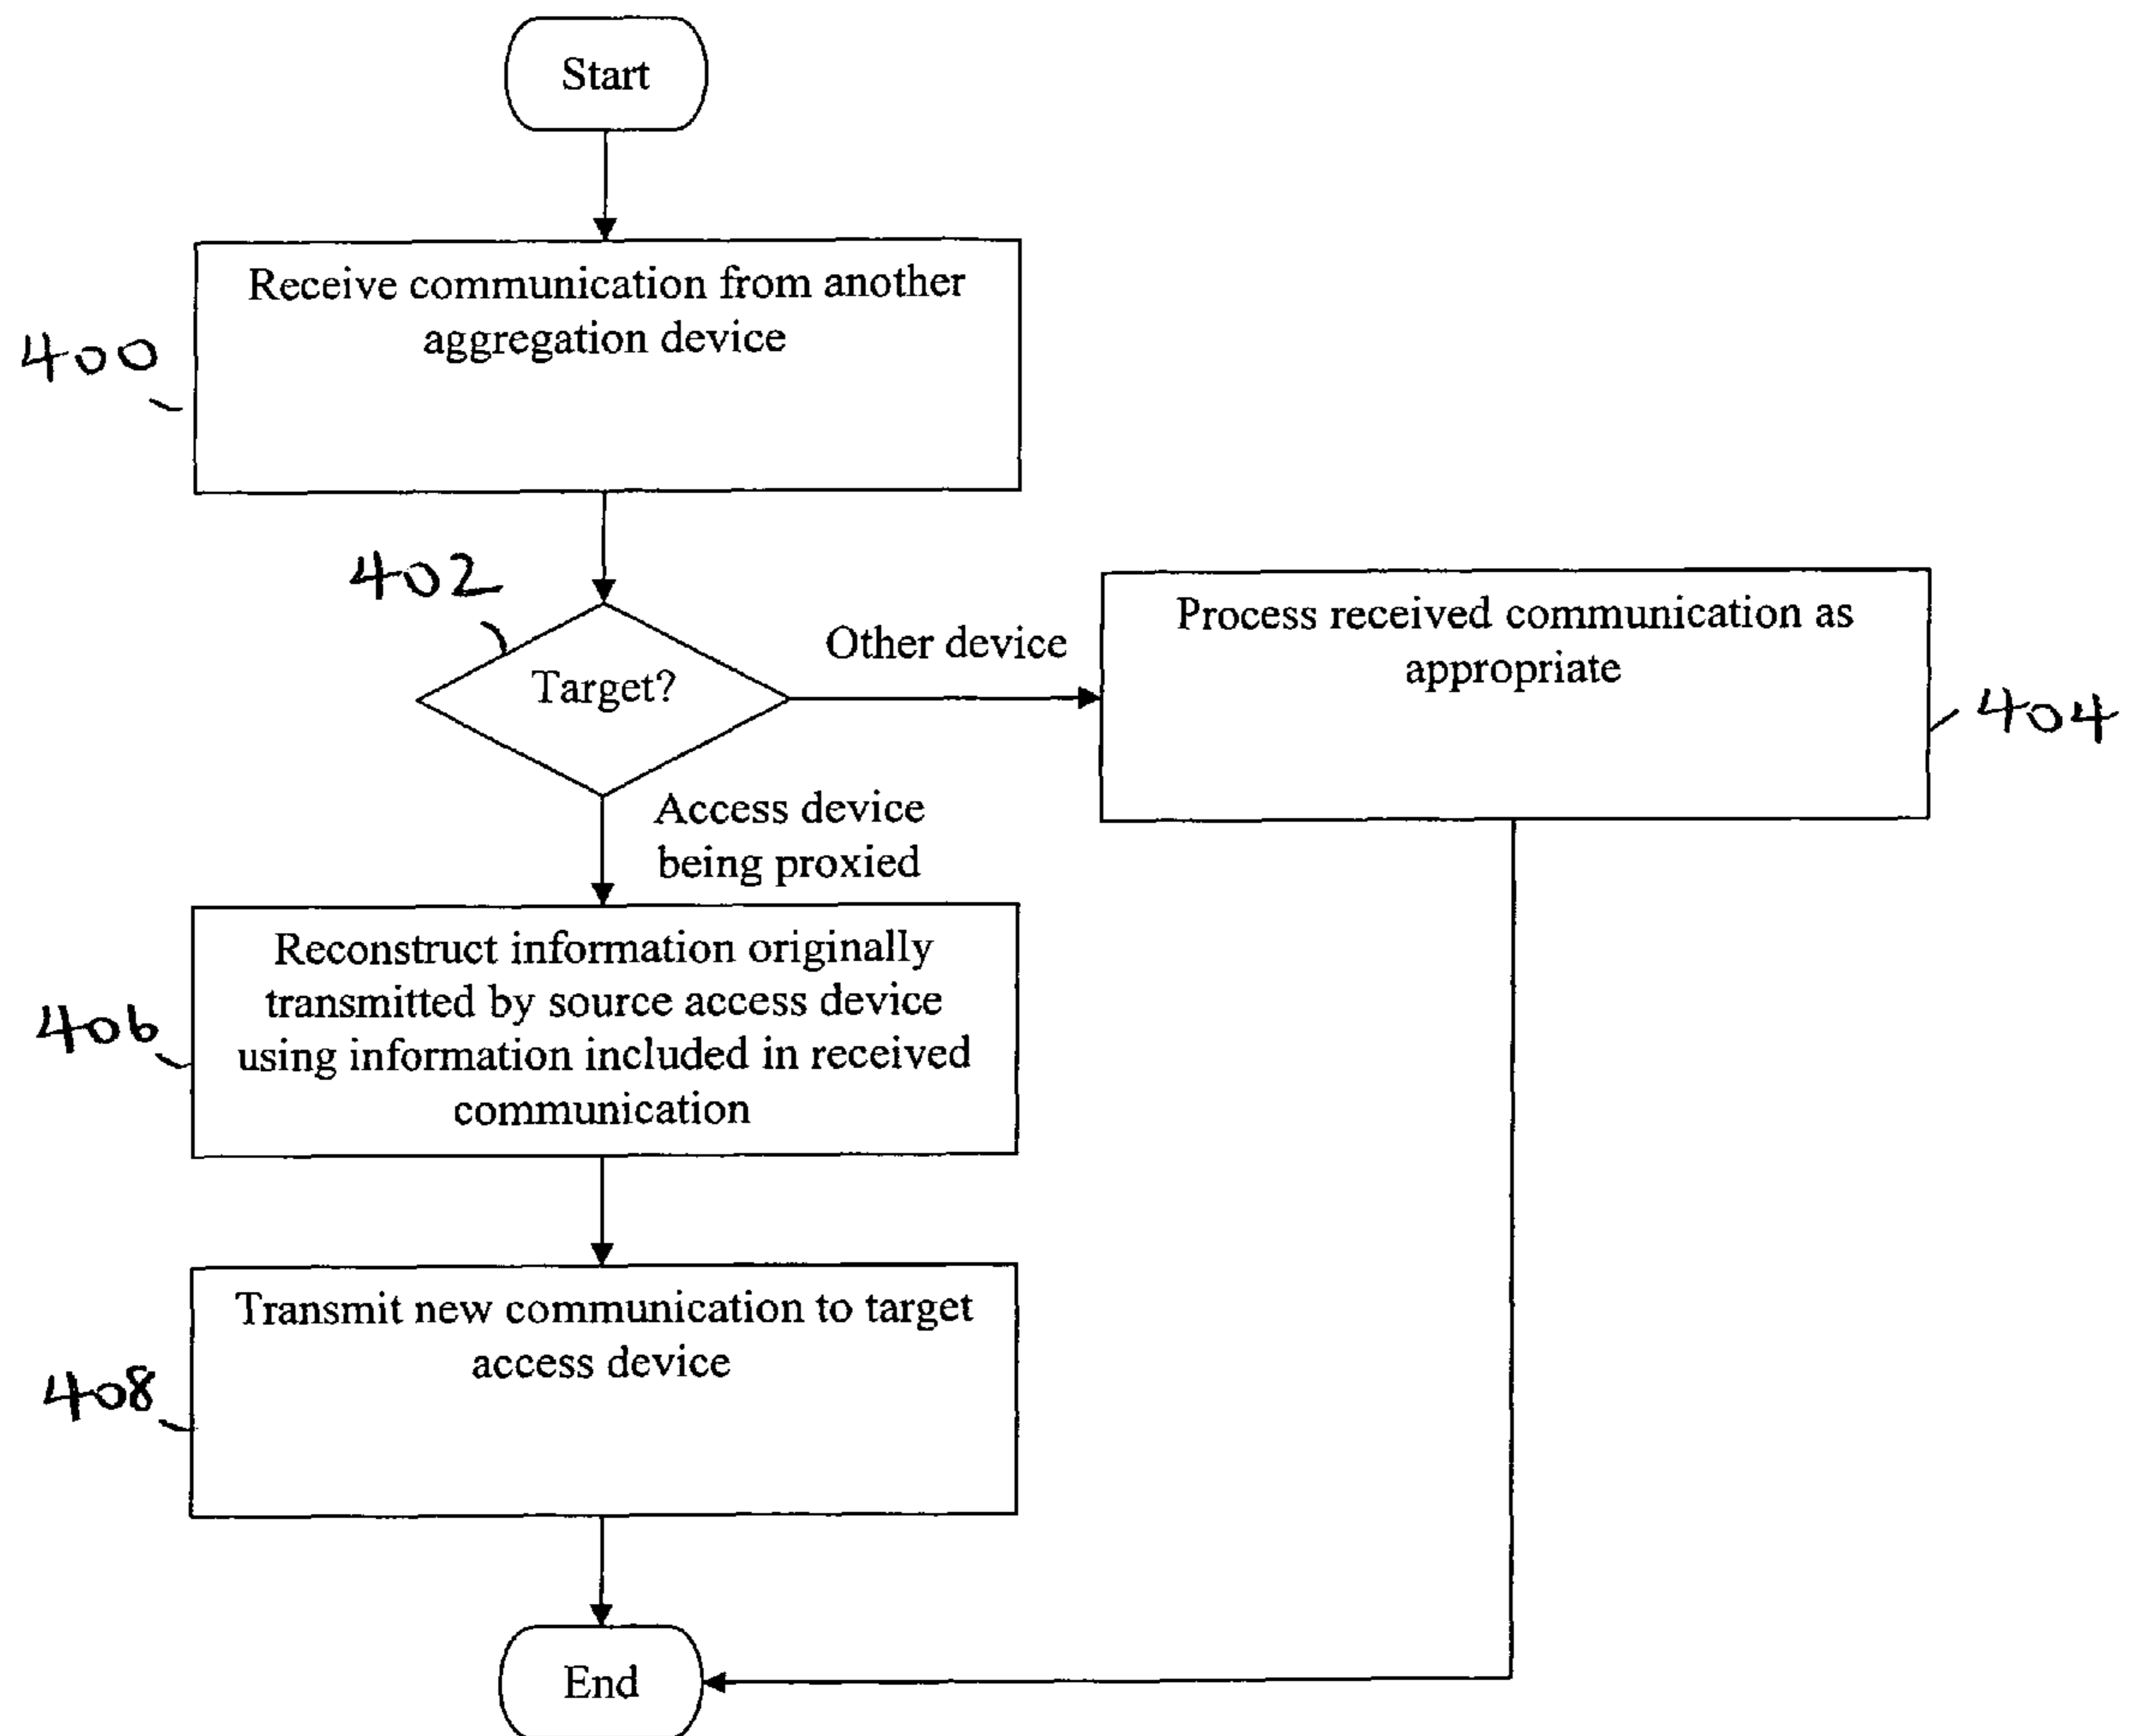 Start
Receive communication from another
aggregation device
400
402
Target?
Other device
Process received communication as
appropriate
404
Access device
being proxied
Reconstruct information originally
transmitted by source access device
using information included in received
communication
406
Transmit new communication to target
access device
408
End